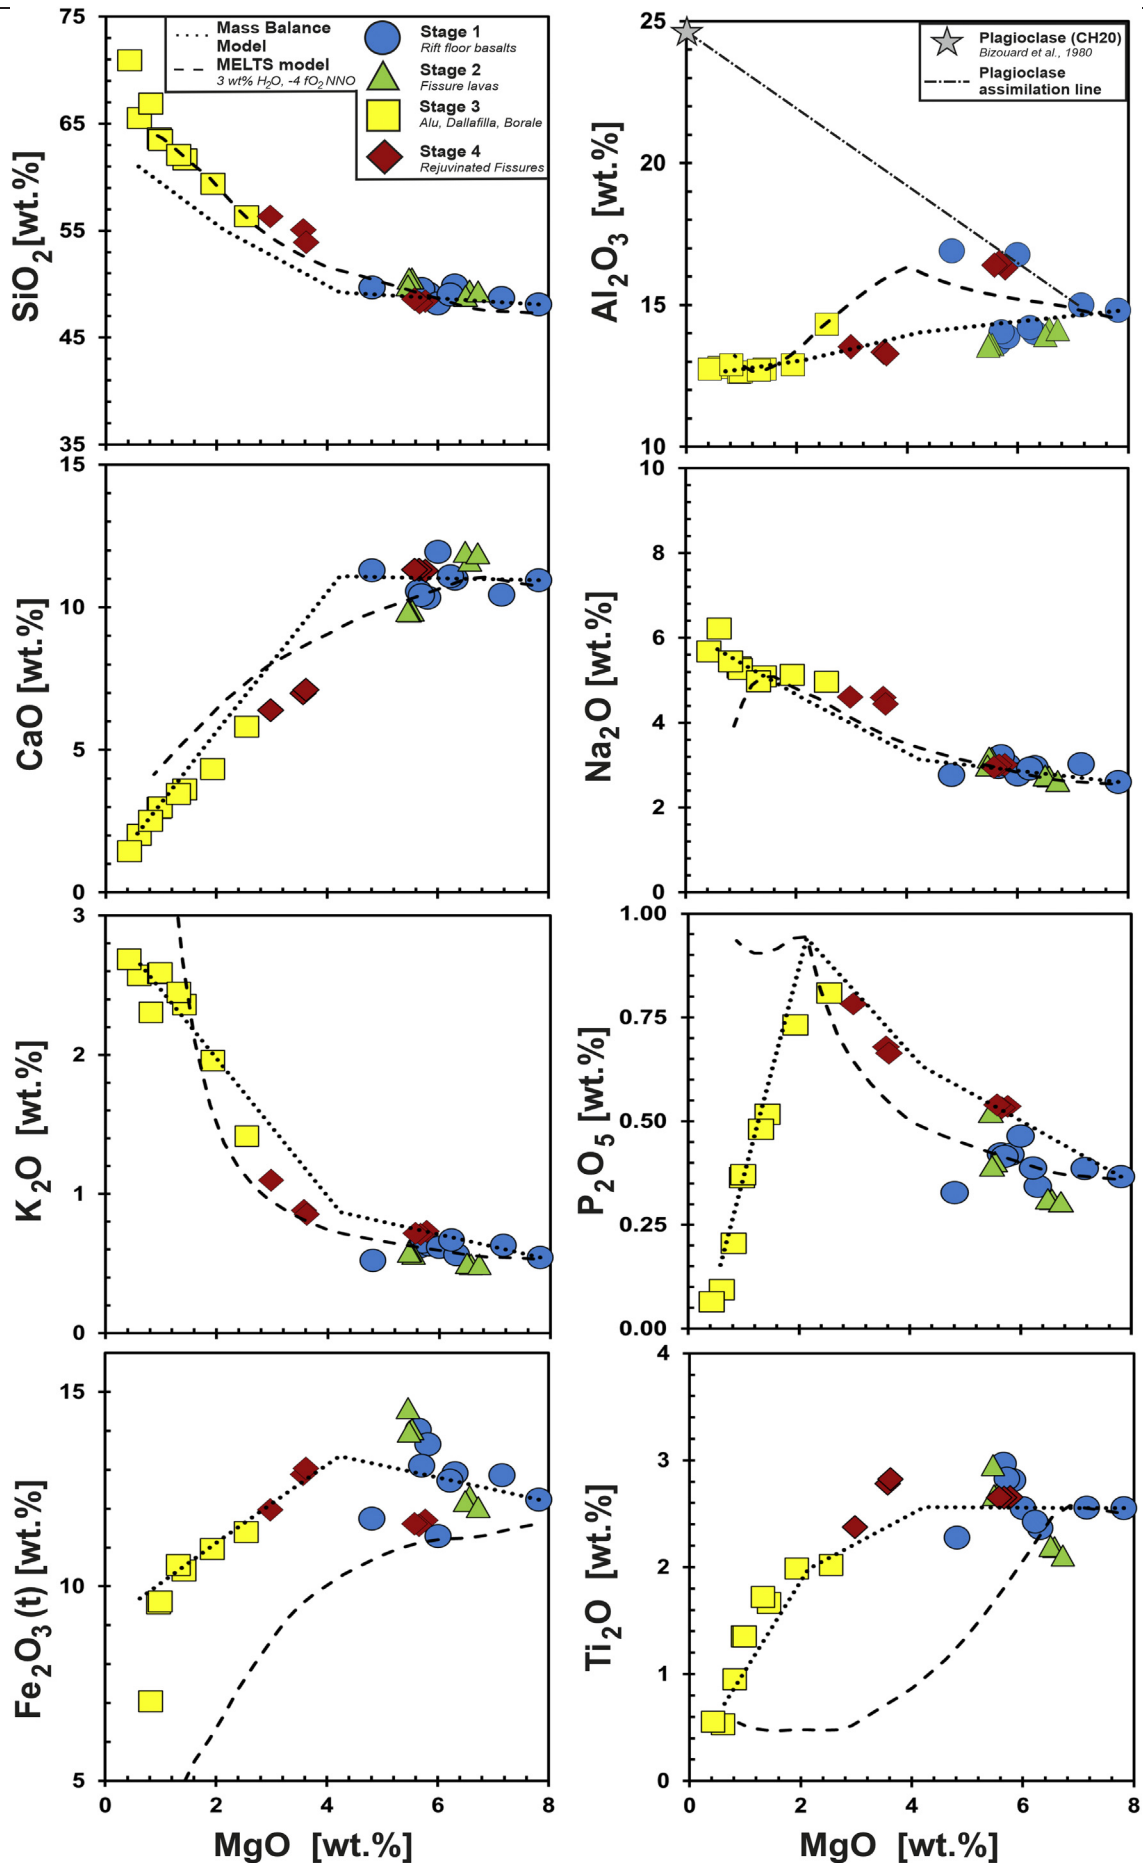 75
65
55
45
35
SiO2[wt.%]
Mass Balance
Model
MELTS model
3 wt% H2O, -4 fO2 NNO
Stage 1
Rift floor basalts
Stage 2
Fissure lavas
Stage 3
Alu, Dallafilla, Borale
Stage 4
Rejuvinated Fissures
25
20
15
10
Al2O3 [wt.%]
Plagioclase (CH20)
Bizouard et al., 1980
Plagioclase
assimilation line
15
10
5
0
CaO [wt.%]
10
8
6
4
2
0
Na2O [wt.%]
3
2
1
0
K2O [wt.%]
1.00
0.75
0.50
0.25
0.00
P2O5 [wt.%]
15
10
5
Fe2O3(t) [wt.%]
0 2 4 6 8
MgO [wt.%]
4
3
2
1
0
Ti2O [wt.%]
0 2 4 6 8
MgO [wt.%]